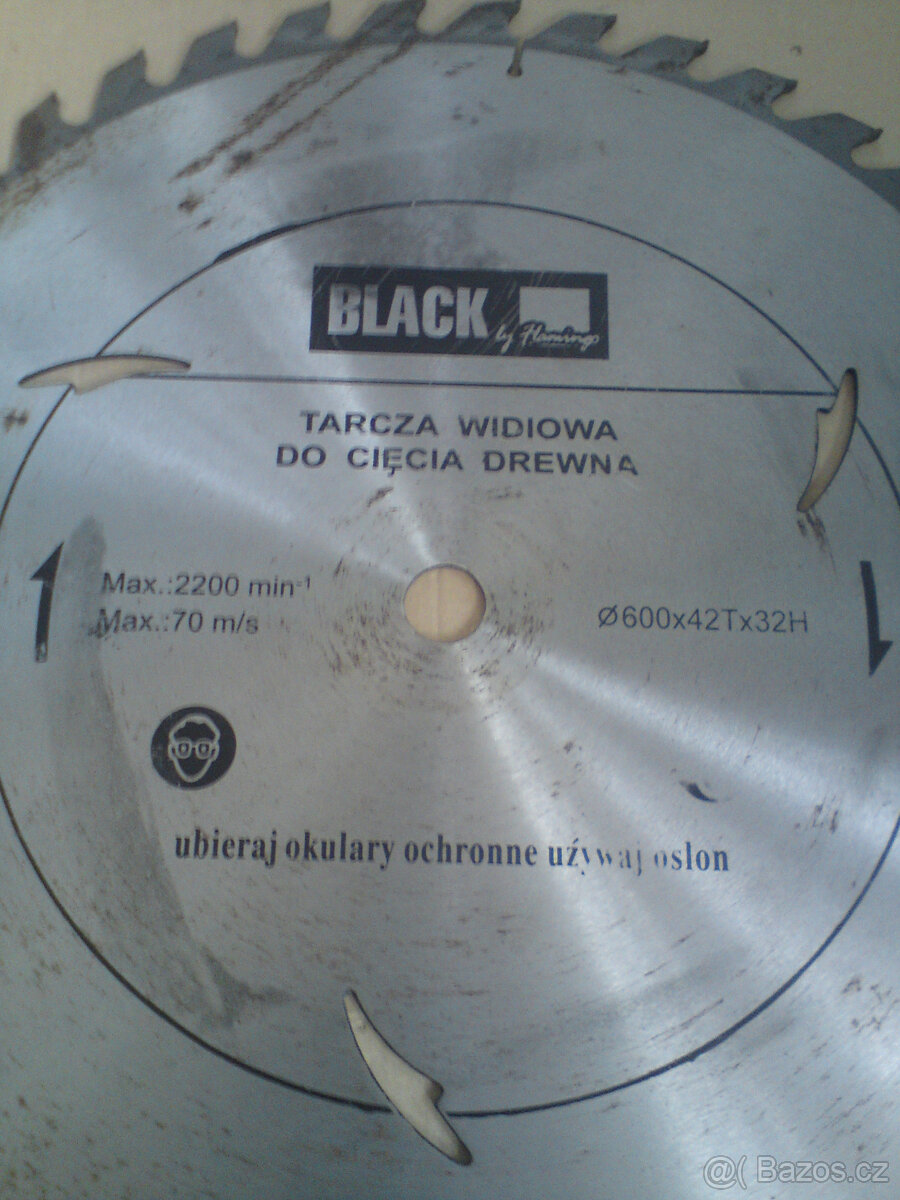 BLACK
by Flamingo
TARCZA WIDIOWA
DO CIĘCIA DREWNA
Max.:2200 min⁻¹
Max.:70 m/s
Ø600x42Tx32H
ubieraj okulary ochronne używaj oslon
@( Bazos.cz